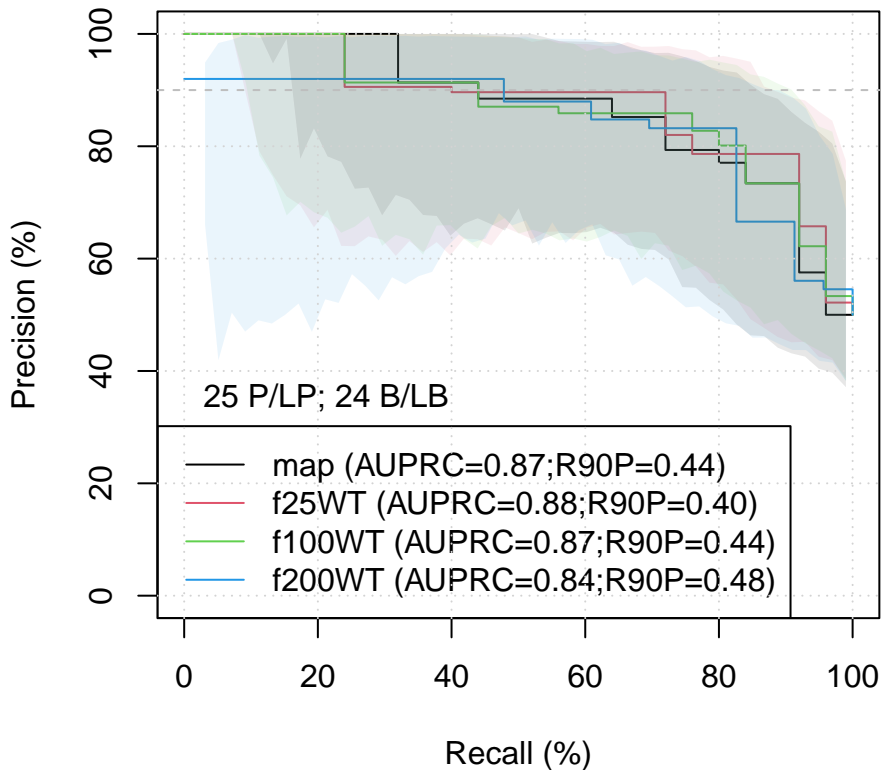 100
80
60
40
20
0
Precision (%)
25 P/LP; 24 B/LB
map (AUPRC=0.87;R90P=0.44)
f25WT (AUPRC=0.88;R90P=0.40)
f100WT (AUPRC=0.87;R90P=0.44)
f200WT (AUPRC=0.84;R90P=0.48)
0 20 40 60 80 100
Recall (%)